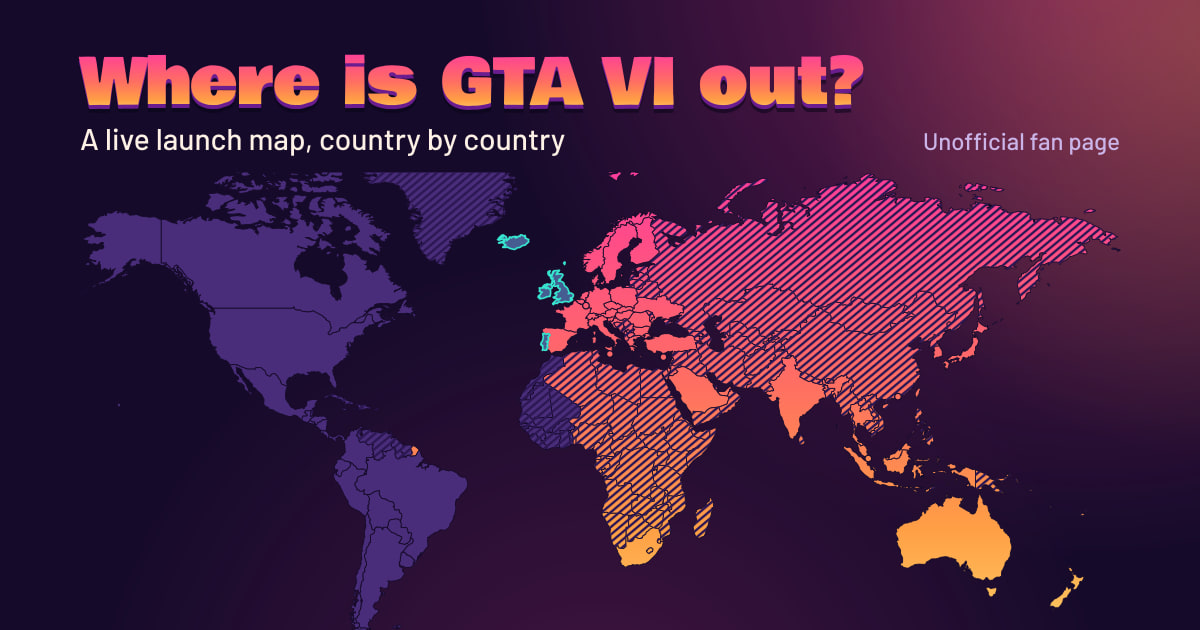 Where is GTA VI out?
A live launch map, country by country
Unofficial fan page